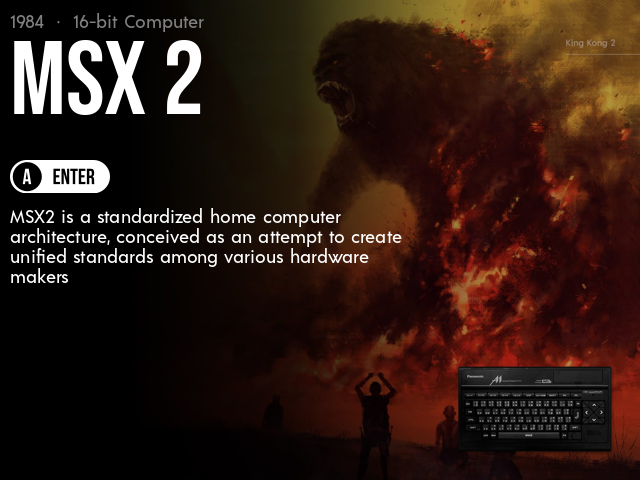 1984 · 16-bit Computer
King Kong 2
MSX 2
A ENTER
MSX2 is a standardized home computer
architecture, conceived as an attempt to create
unified standards among various hardware
makers
Panasonic
A1